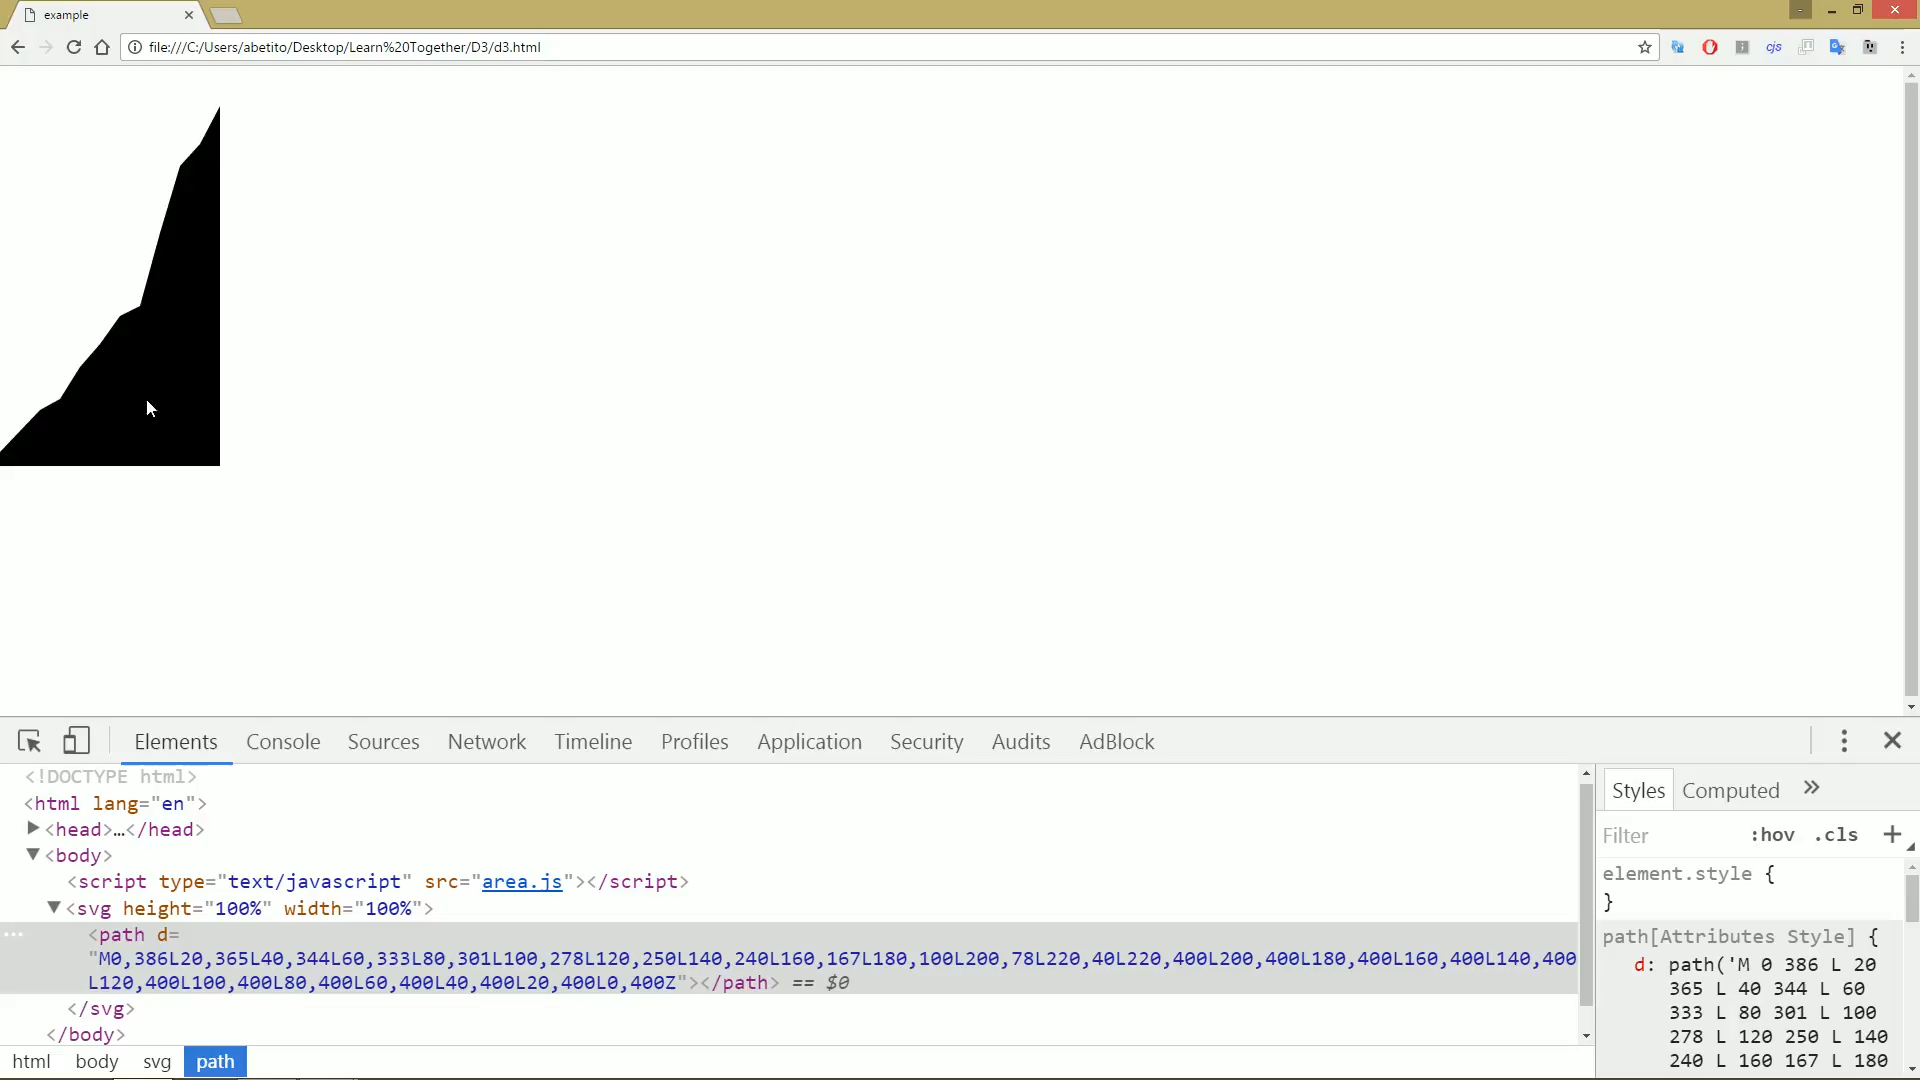 example
file:///C:/Users/abetito/Desktop/Learn%20Together/D3/d3.html
cjs
Elements Console Sources Network Timeline Profiles Application Security Audits AdBlock
<!DOCTYPE html>
<html lang="en">
<head>…</head>
<body>
<script type="text/javascript" src="area.js"></script>
<svg height="100%" width="100%">
<path d=
"M0,386L20,365L40,344L60,333L80,301L100,278L120,250L140,240L160,167L180,100L200,78L220,40L220,400L200,400L180,400L160,400L140,400
L120,400L100,400L80,400L60,400L40,400L20,400L0,400Z"></path> == $0
</svg>
</body>
html body svg path
Styles Computed »
Filter :hov .cls +
element.style {
}
path[Attributes Style] {
d: path('M 0 386 L 20
365 L 40 344 L 60
333 L 80 301 L 100
278 L 120 250 L 140
240 L 160 167 L 180